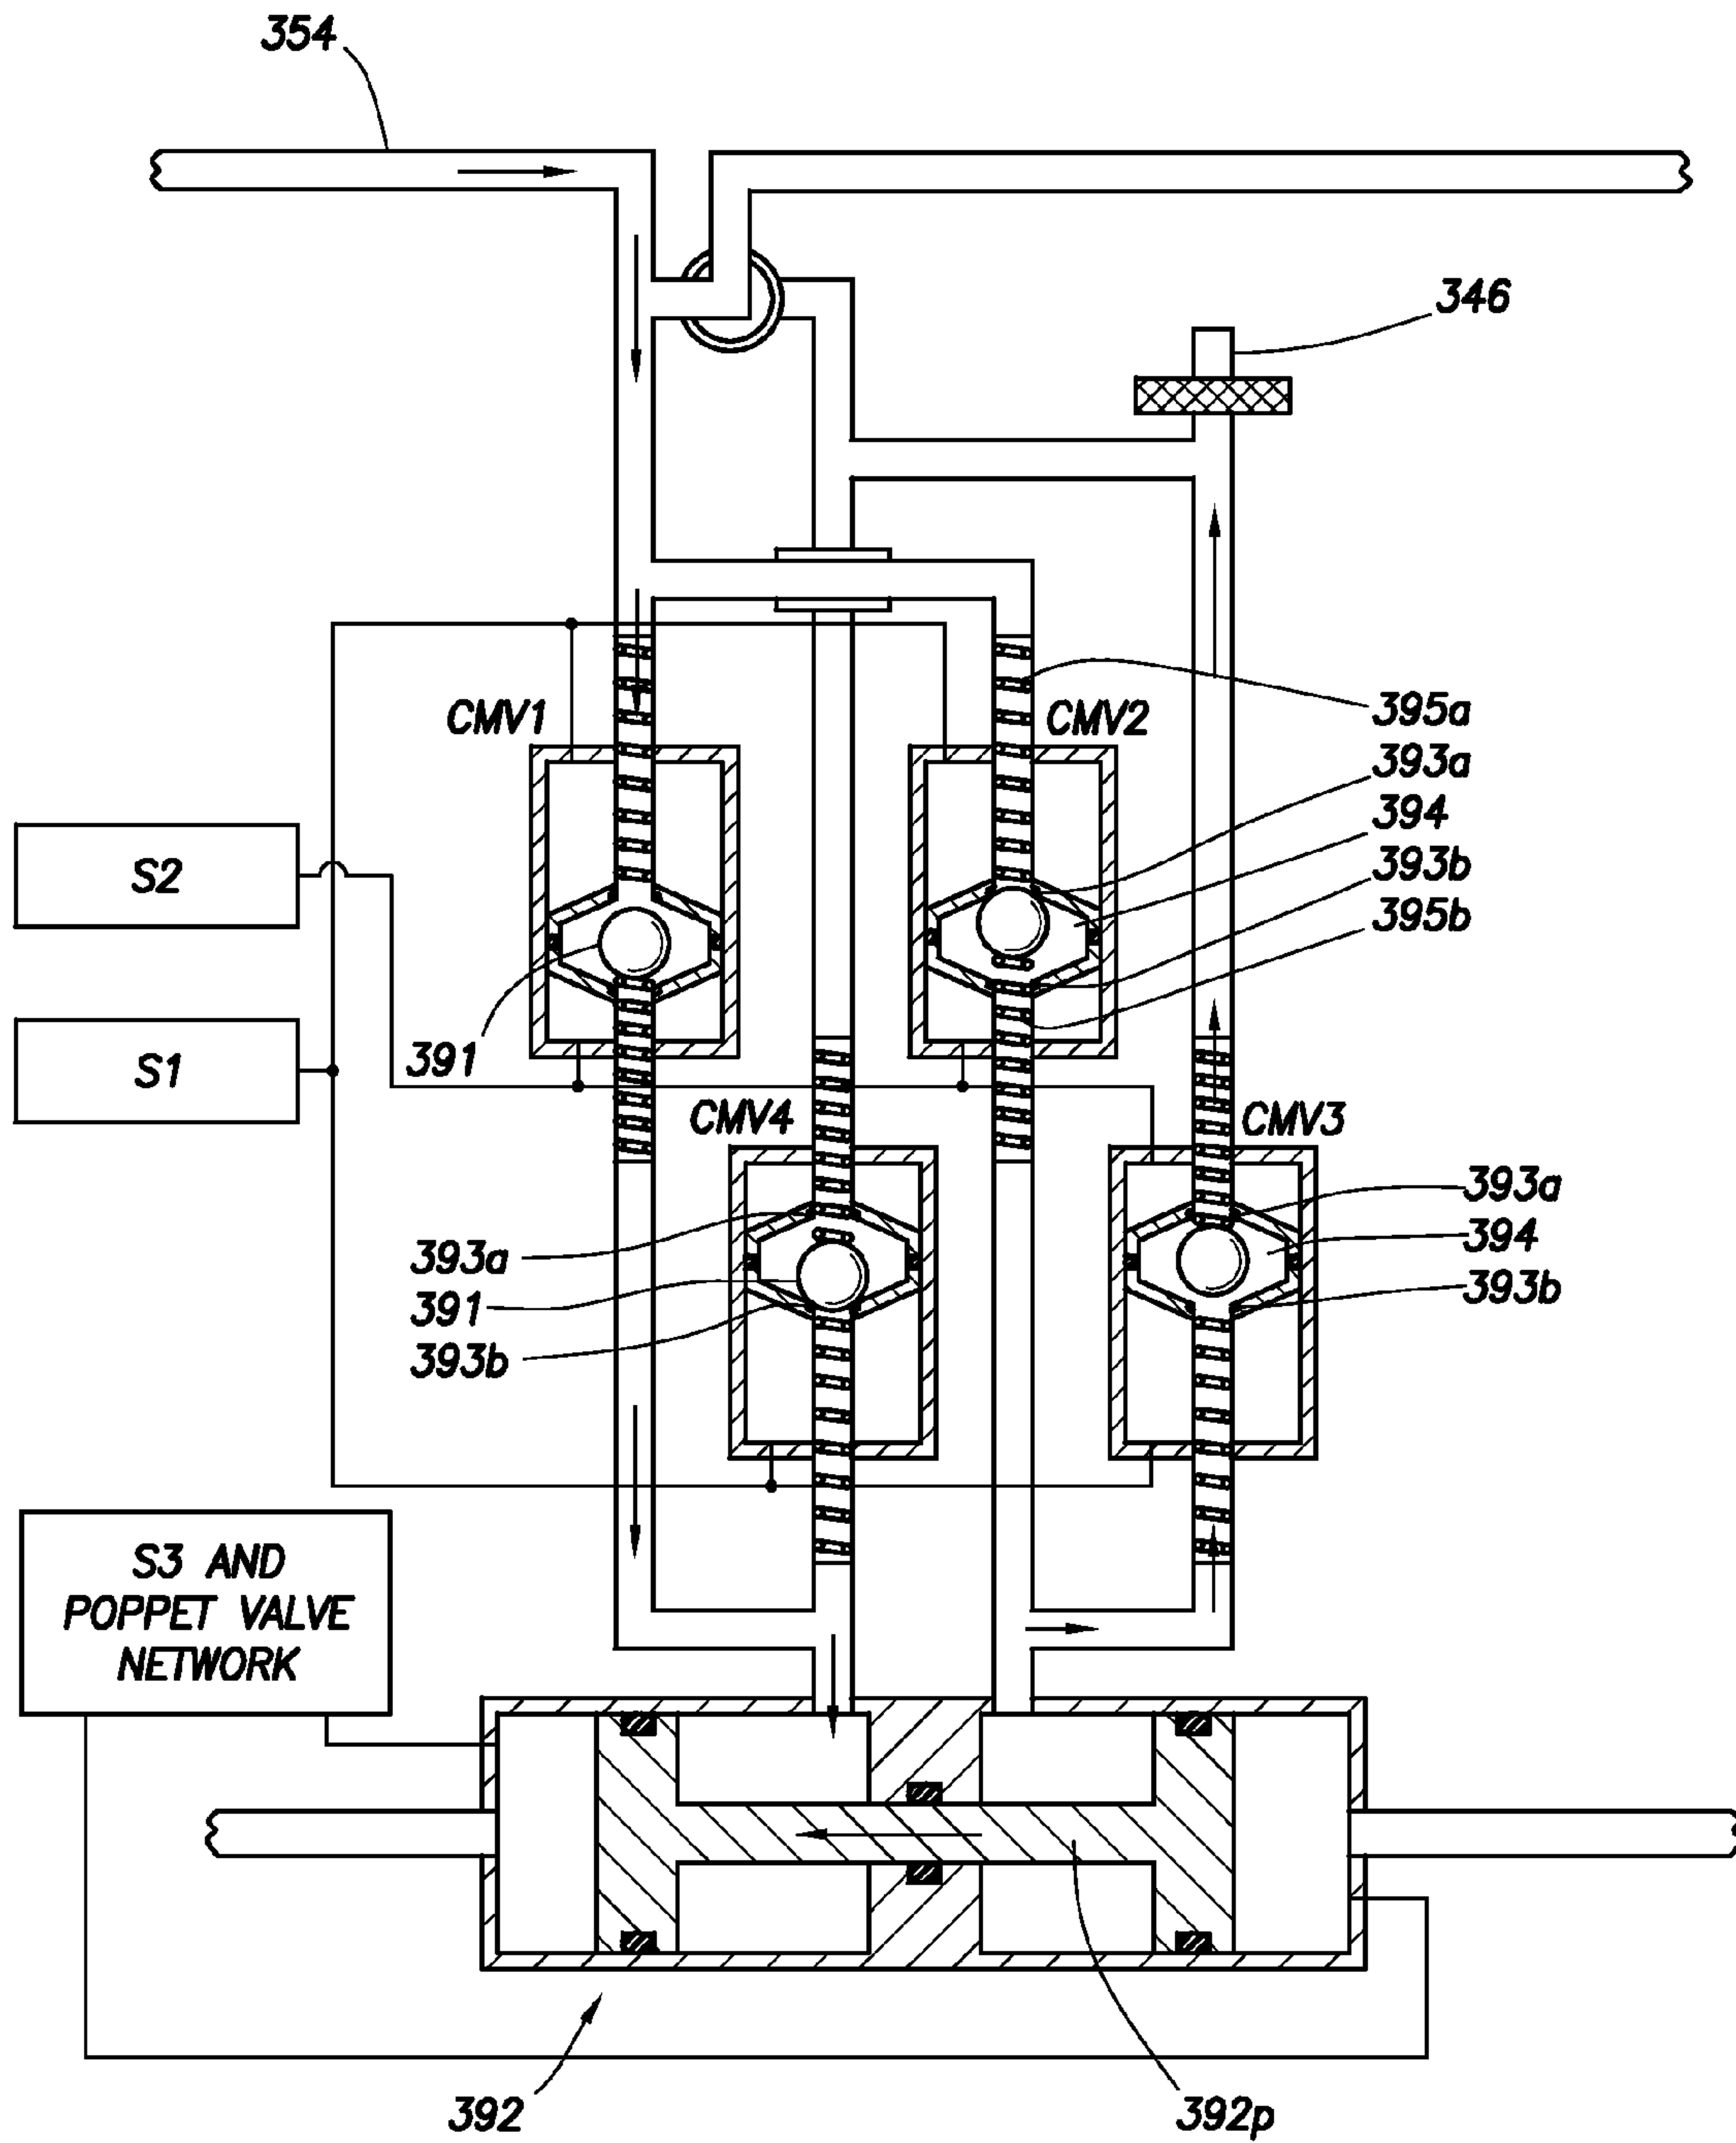 354
346
395a
CMV1
CMV2
393a
394
393b
S2
395b
391
S1
CMV4
CMV3
393a
393a
394
391
393b
393b
S3 AND
POPPET VALVE
NETWORK
392
392p